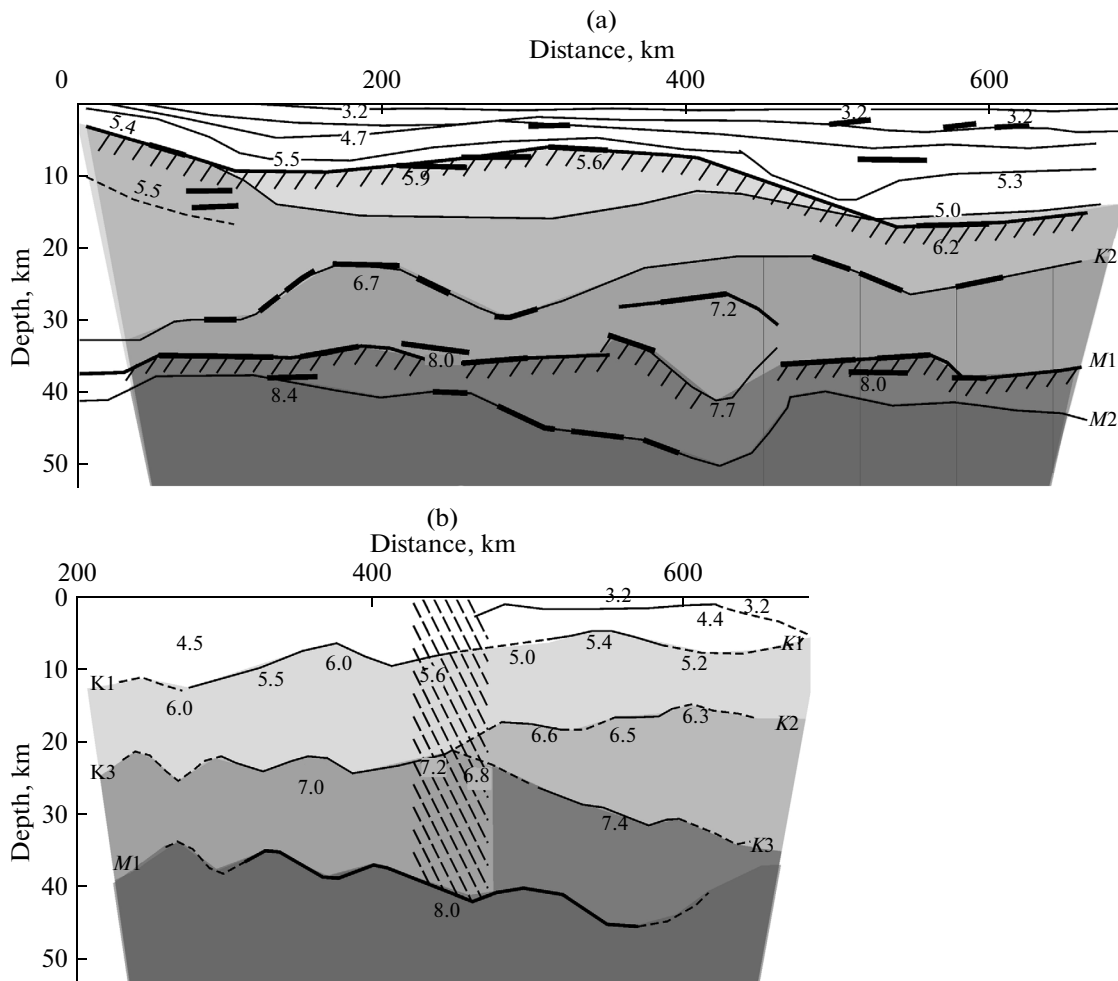 (a)
Distance, km
0 200 400 600
3.2 3.2 3.2
5.4 4.7
5.5 5.6
5.9 5.3
10
5.5
5.0
20
6.2 K2
6.7
7.2
30
8.0 M1
8.4 8.0
40
7.7 M2
50
Depth, km
(b)
Distance, km
200 400 600
0
3.2 3.2
4.4
4.5 5.4 K1
6.0 5.0 5.2
10
K1 5.5 5.6
6.0 6.3 K2
20
6.6 6.5
K3 7.2 6.8
7.0
30
7.4 K3
M1
40
8.0
50
Depth, km